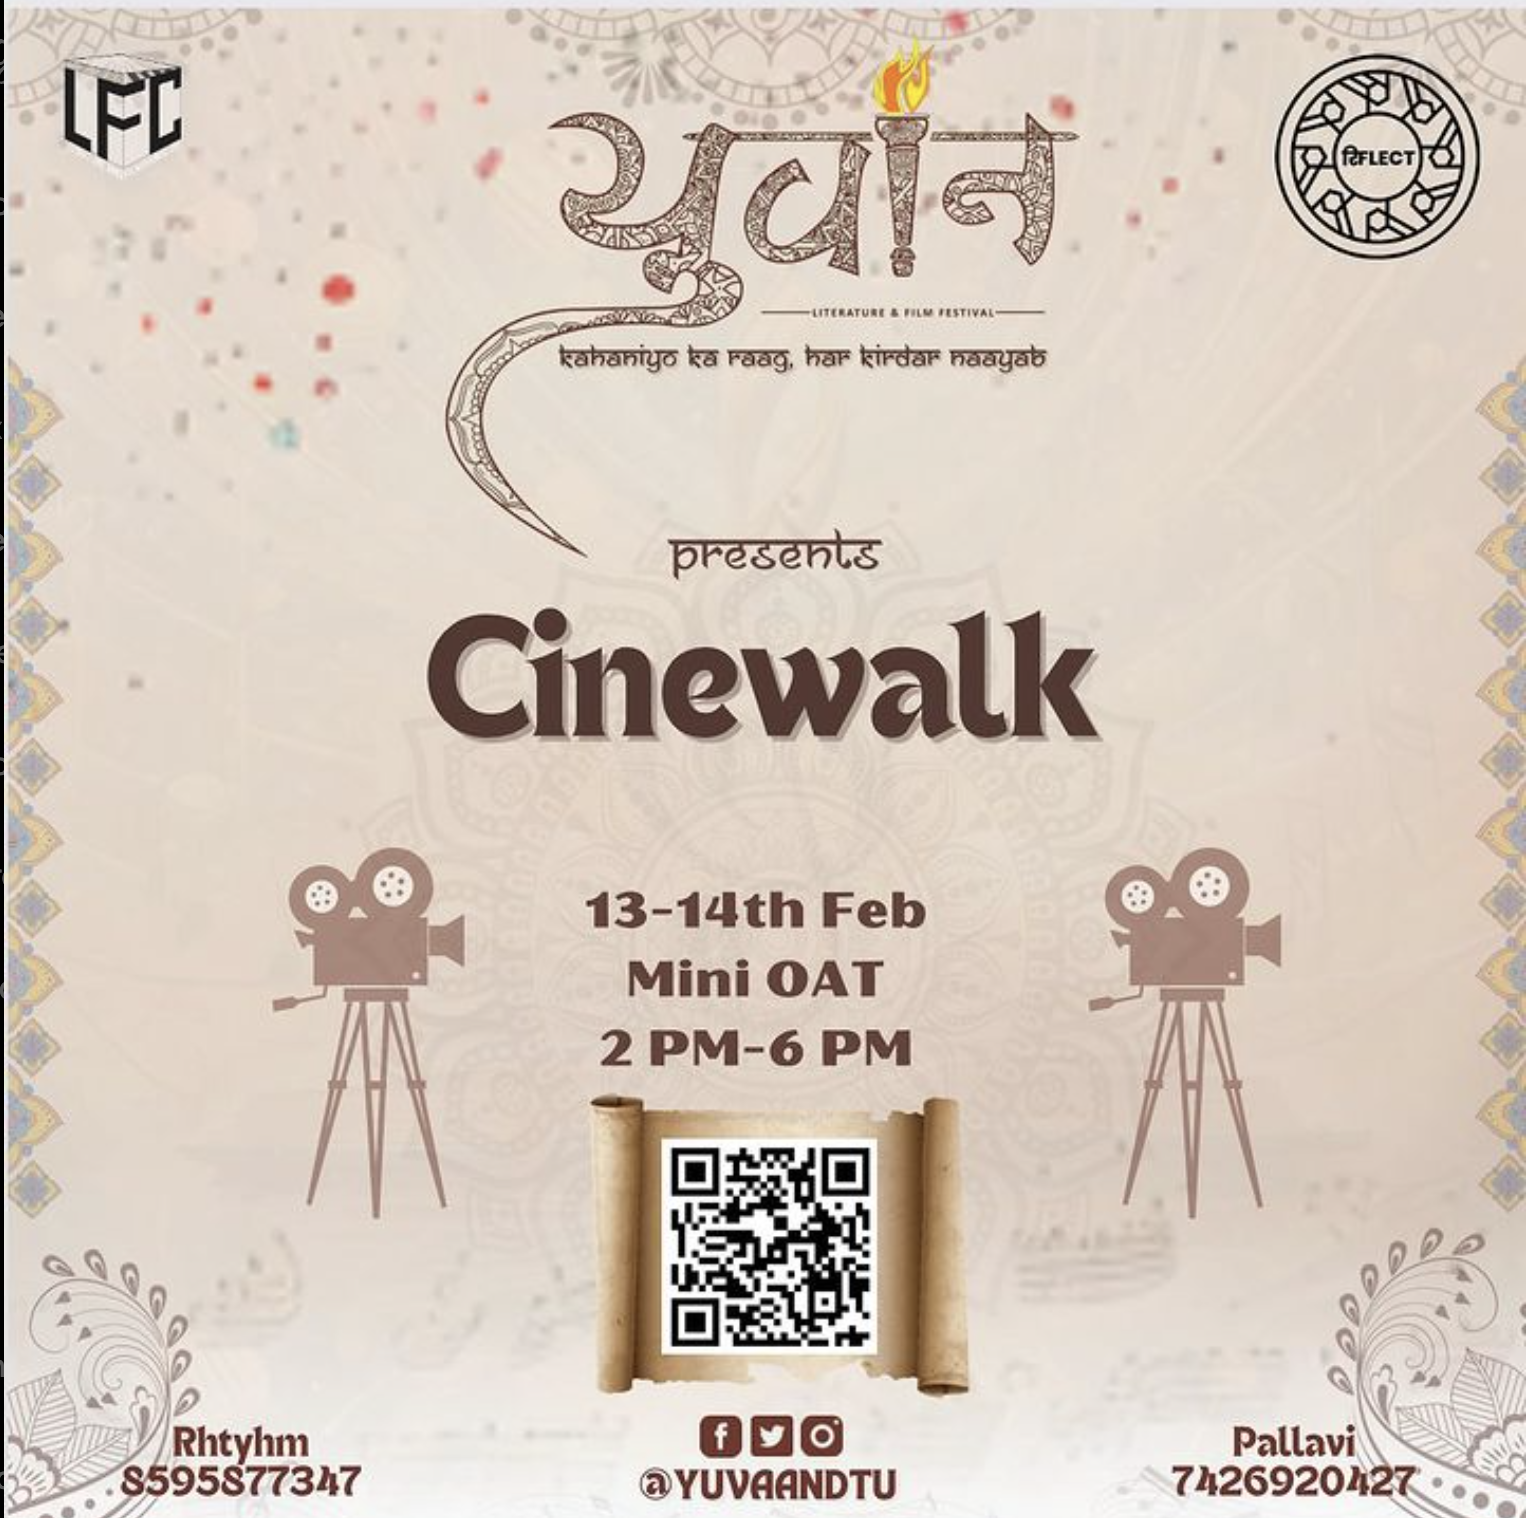 LFC
युवान
रिFLECT
LITERATURE & FILM FESTIVAL
kahaniyo ka raag, har kirdar naayab
presents
Cinewalk
13-14th Feb
Mini OAT
2 PM-6 PM
Rhtyhm
8595877347
@YUVAANDTU
Pallavi
7426920427